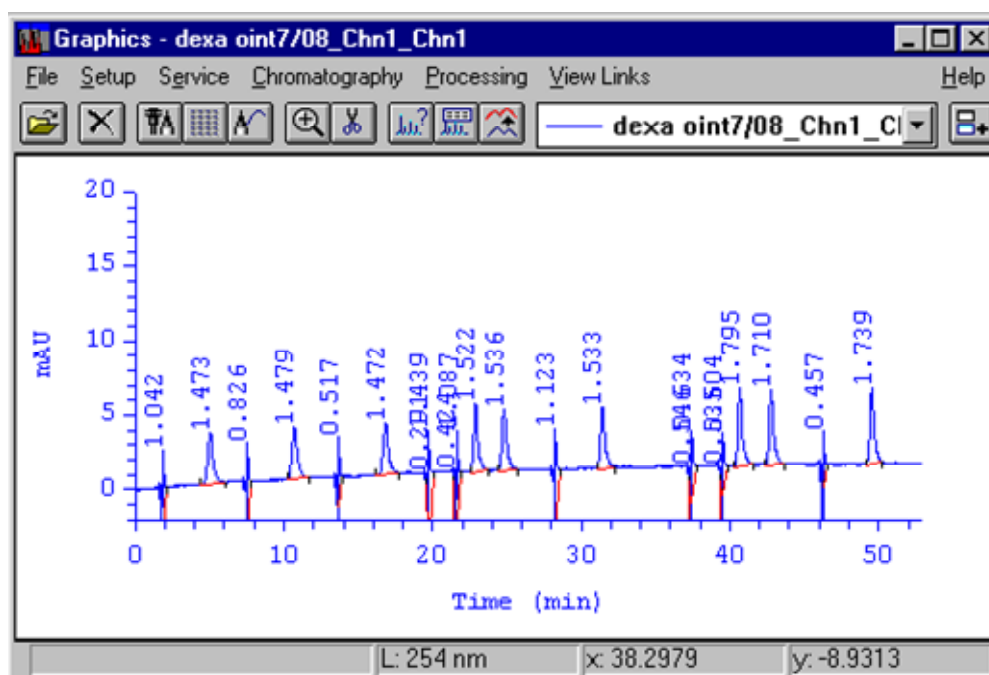 Graphics - dexa oint7/08_Chn1_Chn1
File Setup Service Chromatography Processing View Links Help
dexa oint7/08_Chn1_Cl
mAU
20
15
10
5
0
1.042
1.473
0.826
1.479
0.517
1.472
1.522
1.536
1.123
1.533
1.795
1.710
0.457
1.739
0 10 20 30 40 50
Time (min)
L: 254 nm x: 38.2979 y: -8.9313